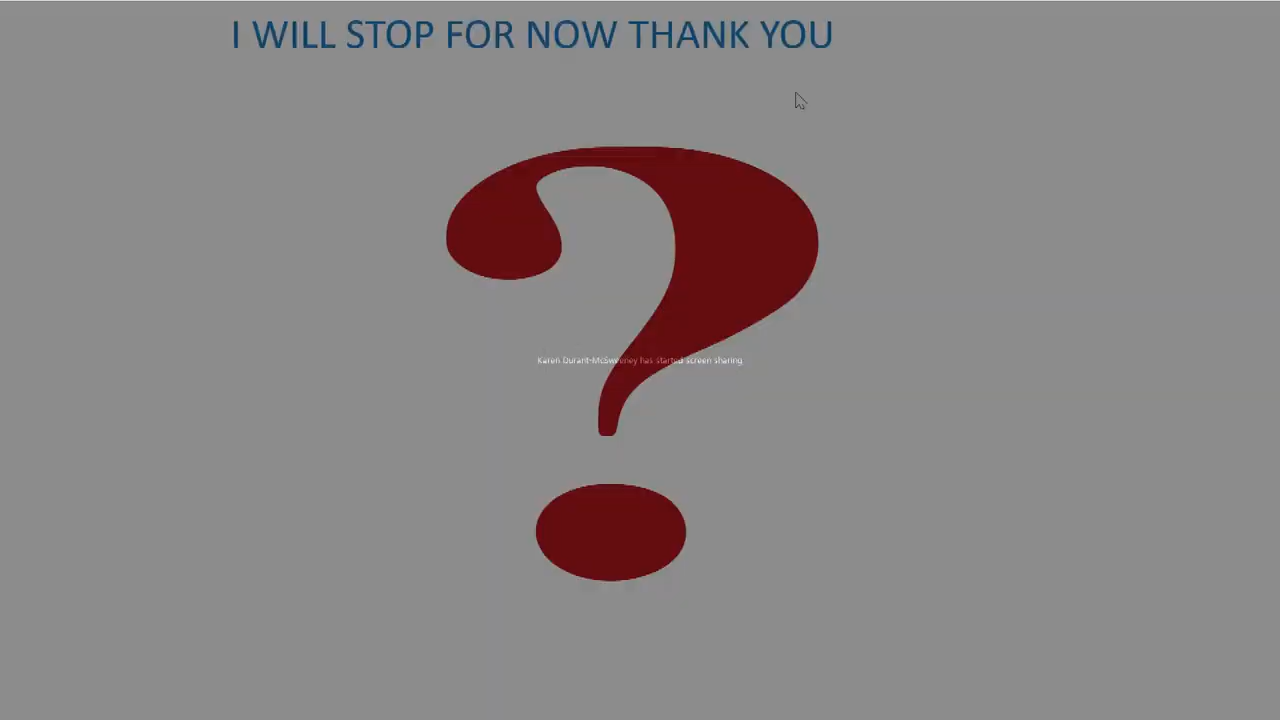 I WILL STOP FOR NOW THANK YOU
Karen Durant-McSweeney has started screen sharing